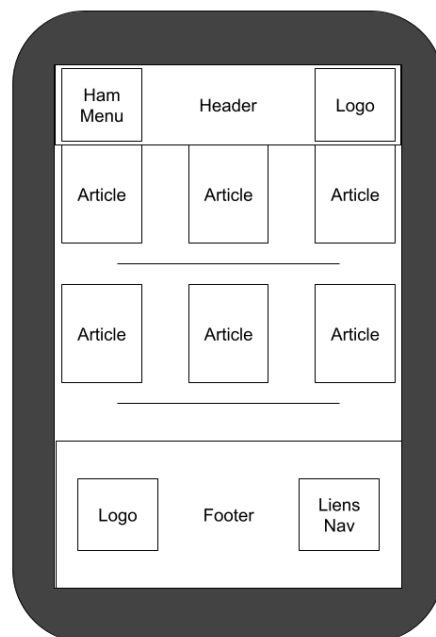 Ham
Menu
Header
Logo
Article
Article
Article
Article
Article
Article
Logo
Footer
Liens
Nav